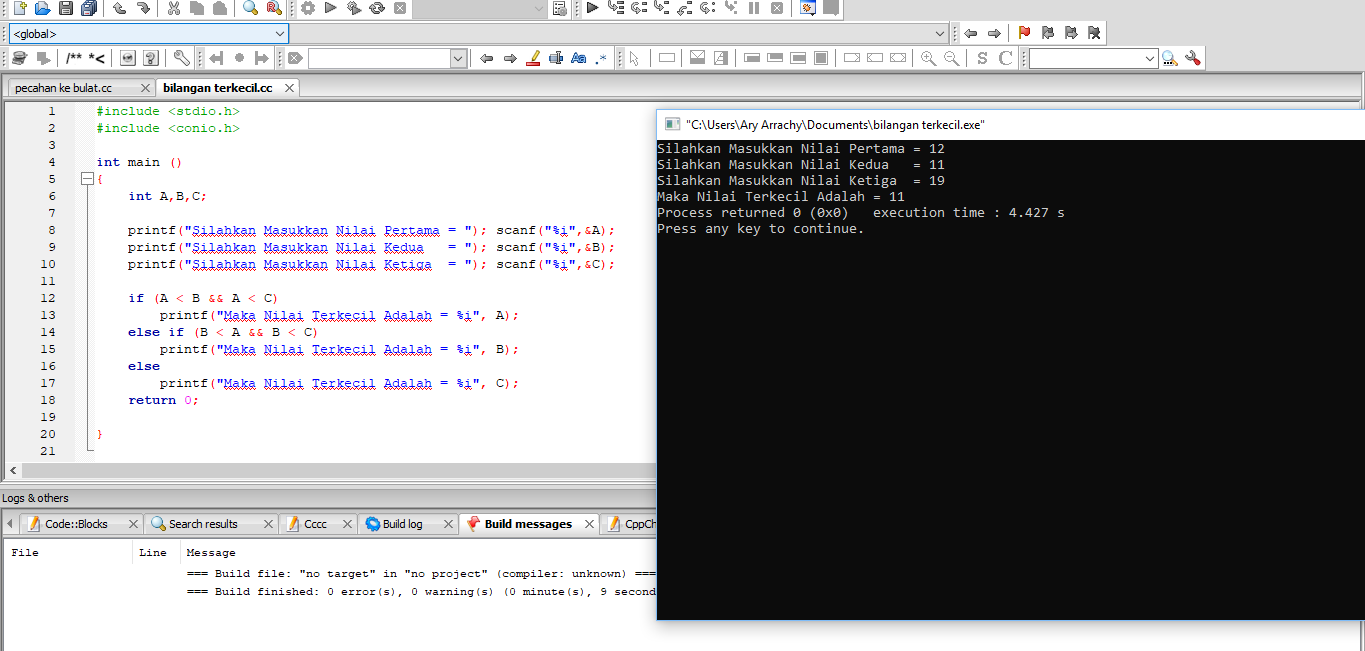 <global>
/** *<
Aa .*
S C
pecahan ke bulat.cc
bilangan terkecil.cc
1 #include <stdio.h>
2 #include <conio.h>
3
4 int main ()
5 {
6 int A,B,C;
7
8 printf("Silahkan Masukkan Nilai Pertama = "); scanf("%i",&A);
9 printf("Silahkan Masukkan Nilai Kedua   = "); scanf("%i",&B);
10 printf("Silahkan Masukkan Nilai Ketiga  = "); scanf("%i",&C);
11
12 if (A < B && A < C)
13 printf("Maka Nilai Terkecil Adalah = %i", A);
14 else if (B < A && B < C)
15 printf("Maka Nilai Terkecil Adalah = %i", B);
16 else
17 printf("Maka Nilai Terkecil Adalah = %i", C);
18 return 0;
19
20 }
21
"C:\Users\Ary Arrachy\Documents\bilangan terkecil.exe"
Silahkan Masukkan Nilai Pertama = 12
Silahkan Masukkan Nilai Kedua   = 11
Silahkan Masukkan Nilai Ketiga  = 19
Maka Nilai Terkecil Adalah = 11
Process returned 0 (0x0)   execution time : 4.427 s
Press any key to continue.
Logs & others
Code::Blocks
Search results
Cccc
Build log
Build messages
CppCh
File Line Message
=== Build file: "no target" in "no project" (compiler: unknown) ===
=== Build finished: 0 error(s), 0 warning(s) (0 minute(s), 9 second